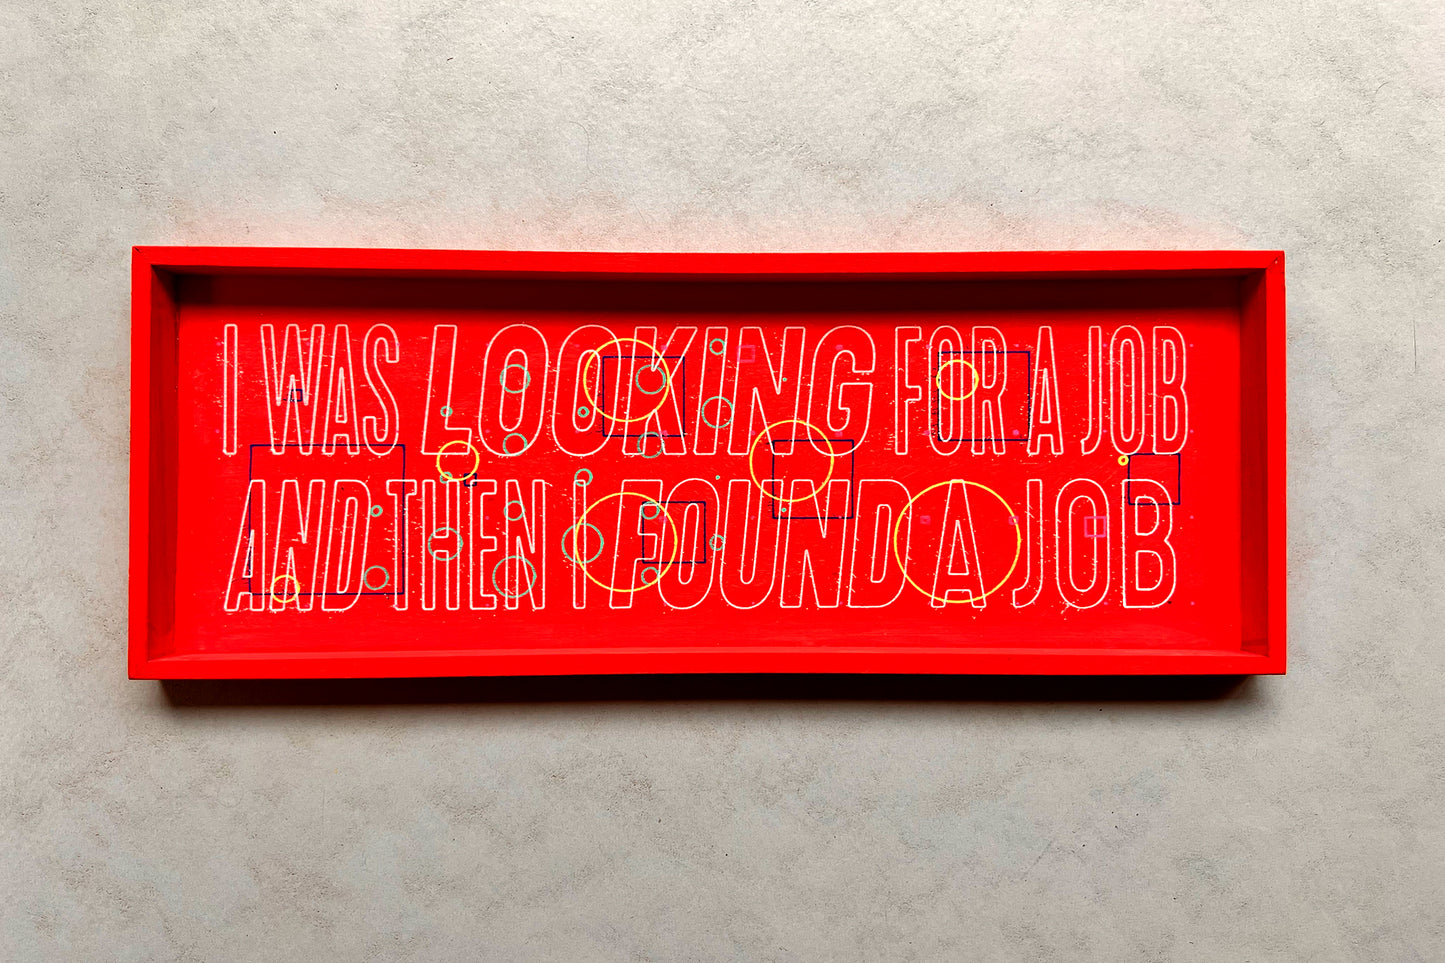 I WAS LOOKING FOR A JOB
AND THEN I FOUND A JOB